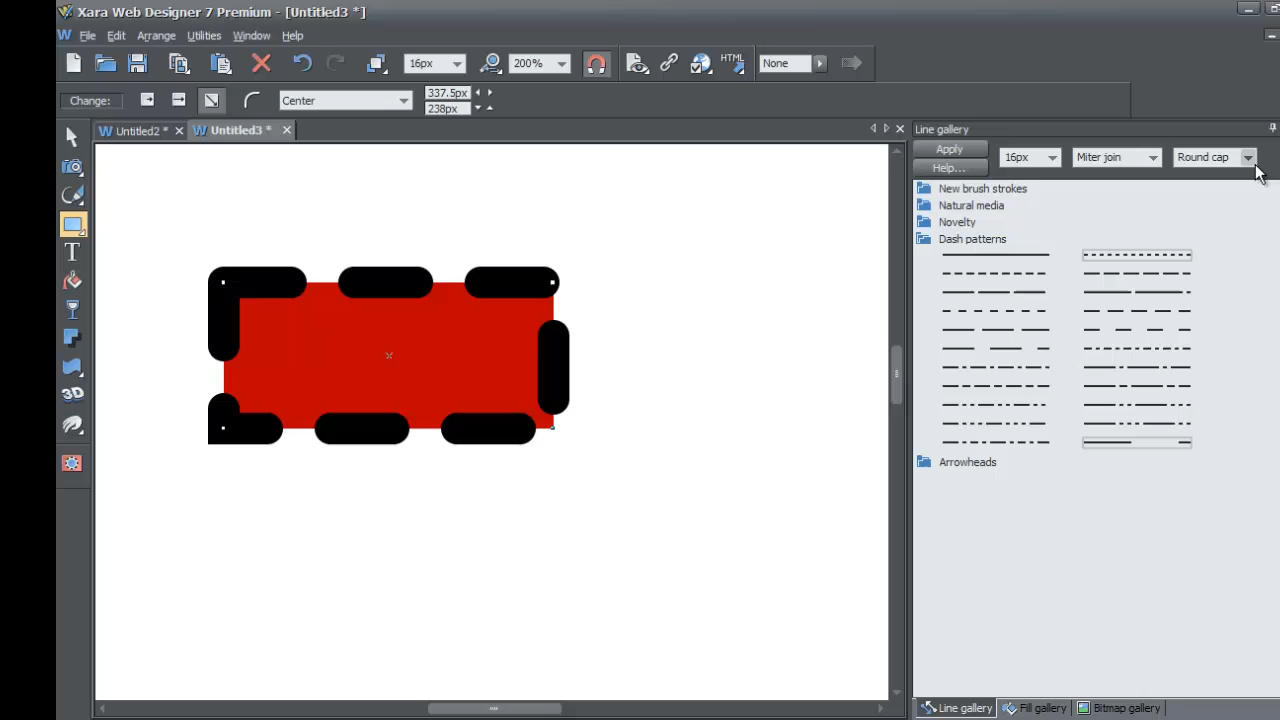 Xara Web Designer 7 Premium - [Untitled3 *]
W File Edit Arrange Utilities Window Help
16px 200% HTML None
Change: Center 337.5px
238px
W Untitled2 * W Untitled3 * Line gallery
Apply 16px Miter join Round cap
Help...
New brush strokes
Natural media
Novelty
Dash patterns
T
3D
Arrowheads
Line gallery Fill gallery Bitmap gallery